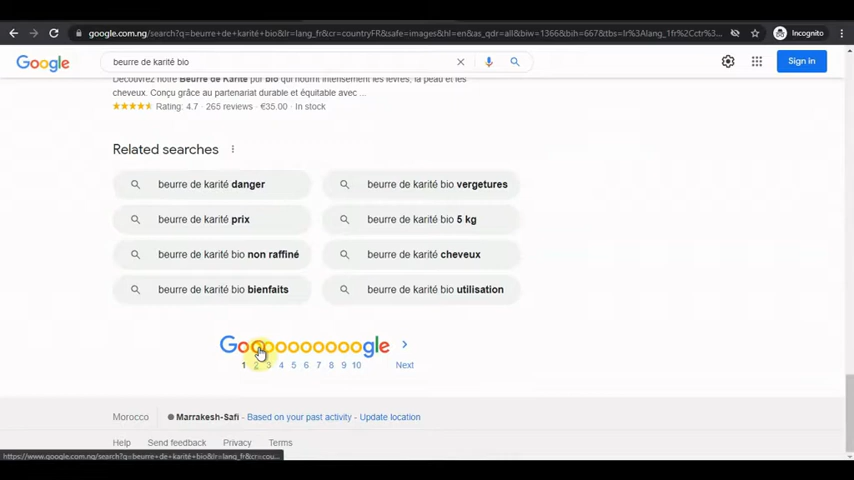 google.com.ng/search?q=beurre+de+karité+bio&lr=lang_fr&cr=countryFR&safe=images&hl=en&as_qdr=all&biw=1366&bih=667&tbs=lr%3Alang_1fr%2Cctr%...
Incognito
Google
beurre de karité bio
Sign in
Découvrez notre Beurre de Karité pur bio qui nourrit intensément les lèvres, la peau et les
cheveux. Conçu grâce au partenariat durable et équitable avec ...
Rating: 4.7 · 265 reviews · €35.00 · In stock
Related searches
beurre de karité danger
beurre de karité bio vergetures
beurre de karité prix
beurre de karité bio 5 kg
beurre de karité bio non raffiné
beurre de karité cheveux
beurre de karité bio bienfaits
beurre de karité bio utilisation
Goooooooooogle
1 2 3 4 5 6 7 8 9 10 Next
Morocco
Marrakesh-Safi - Based on your past activity - Update location
Help Send feedback Privacy Terms
https://www.google.com.ng/search?q=beurre+de+karité+bio&lr=lang_fr&cr=cou...